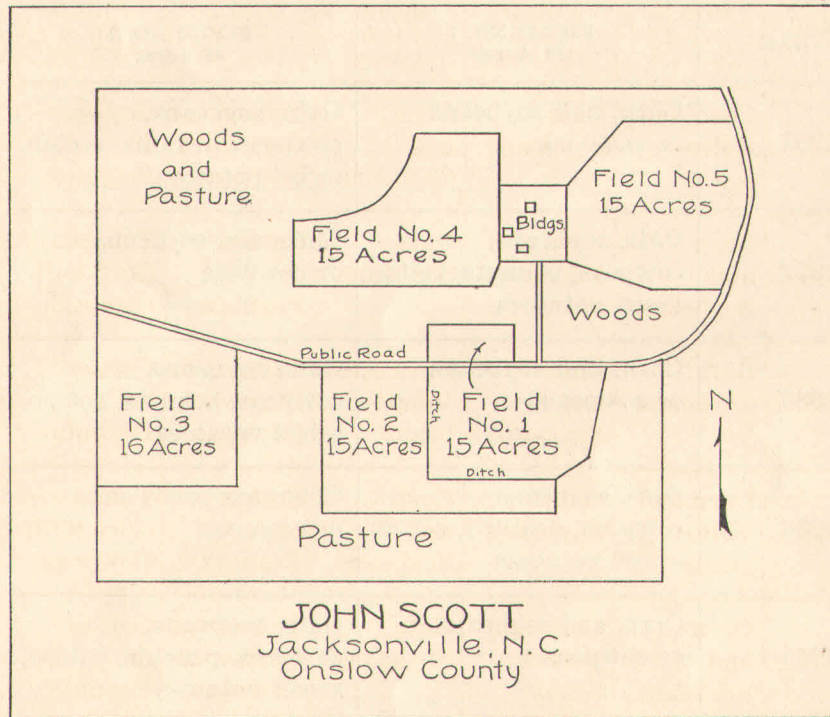 Woods
and
Pasture
Field No. 4
15 Acres
Bldgs.
Field No.5
15 Acres
Woods
Public Road
Field
No.3
16 Acres
Field
No. 2
15 Acres
Ditch
Field
No. 1
15 Acres
Ditch
N
Pasture
JOHN SCOTT
Jacksonville, N.C
Onslow County